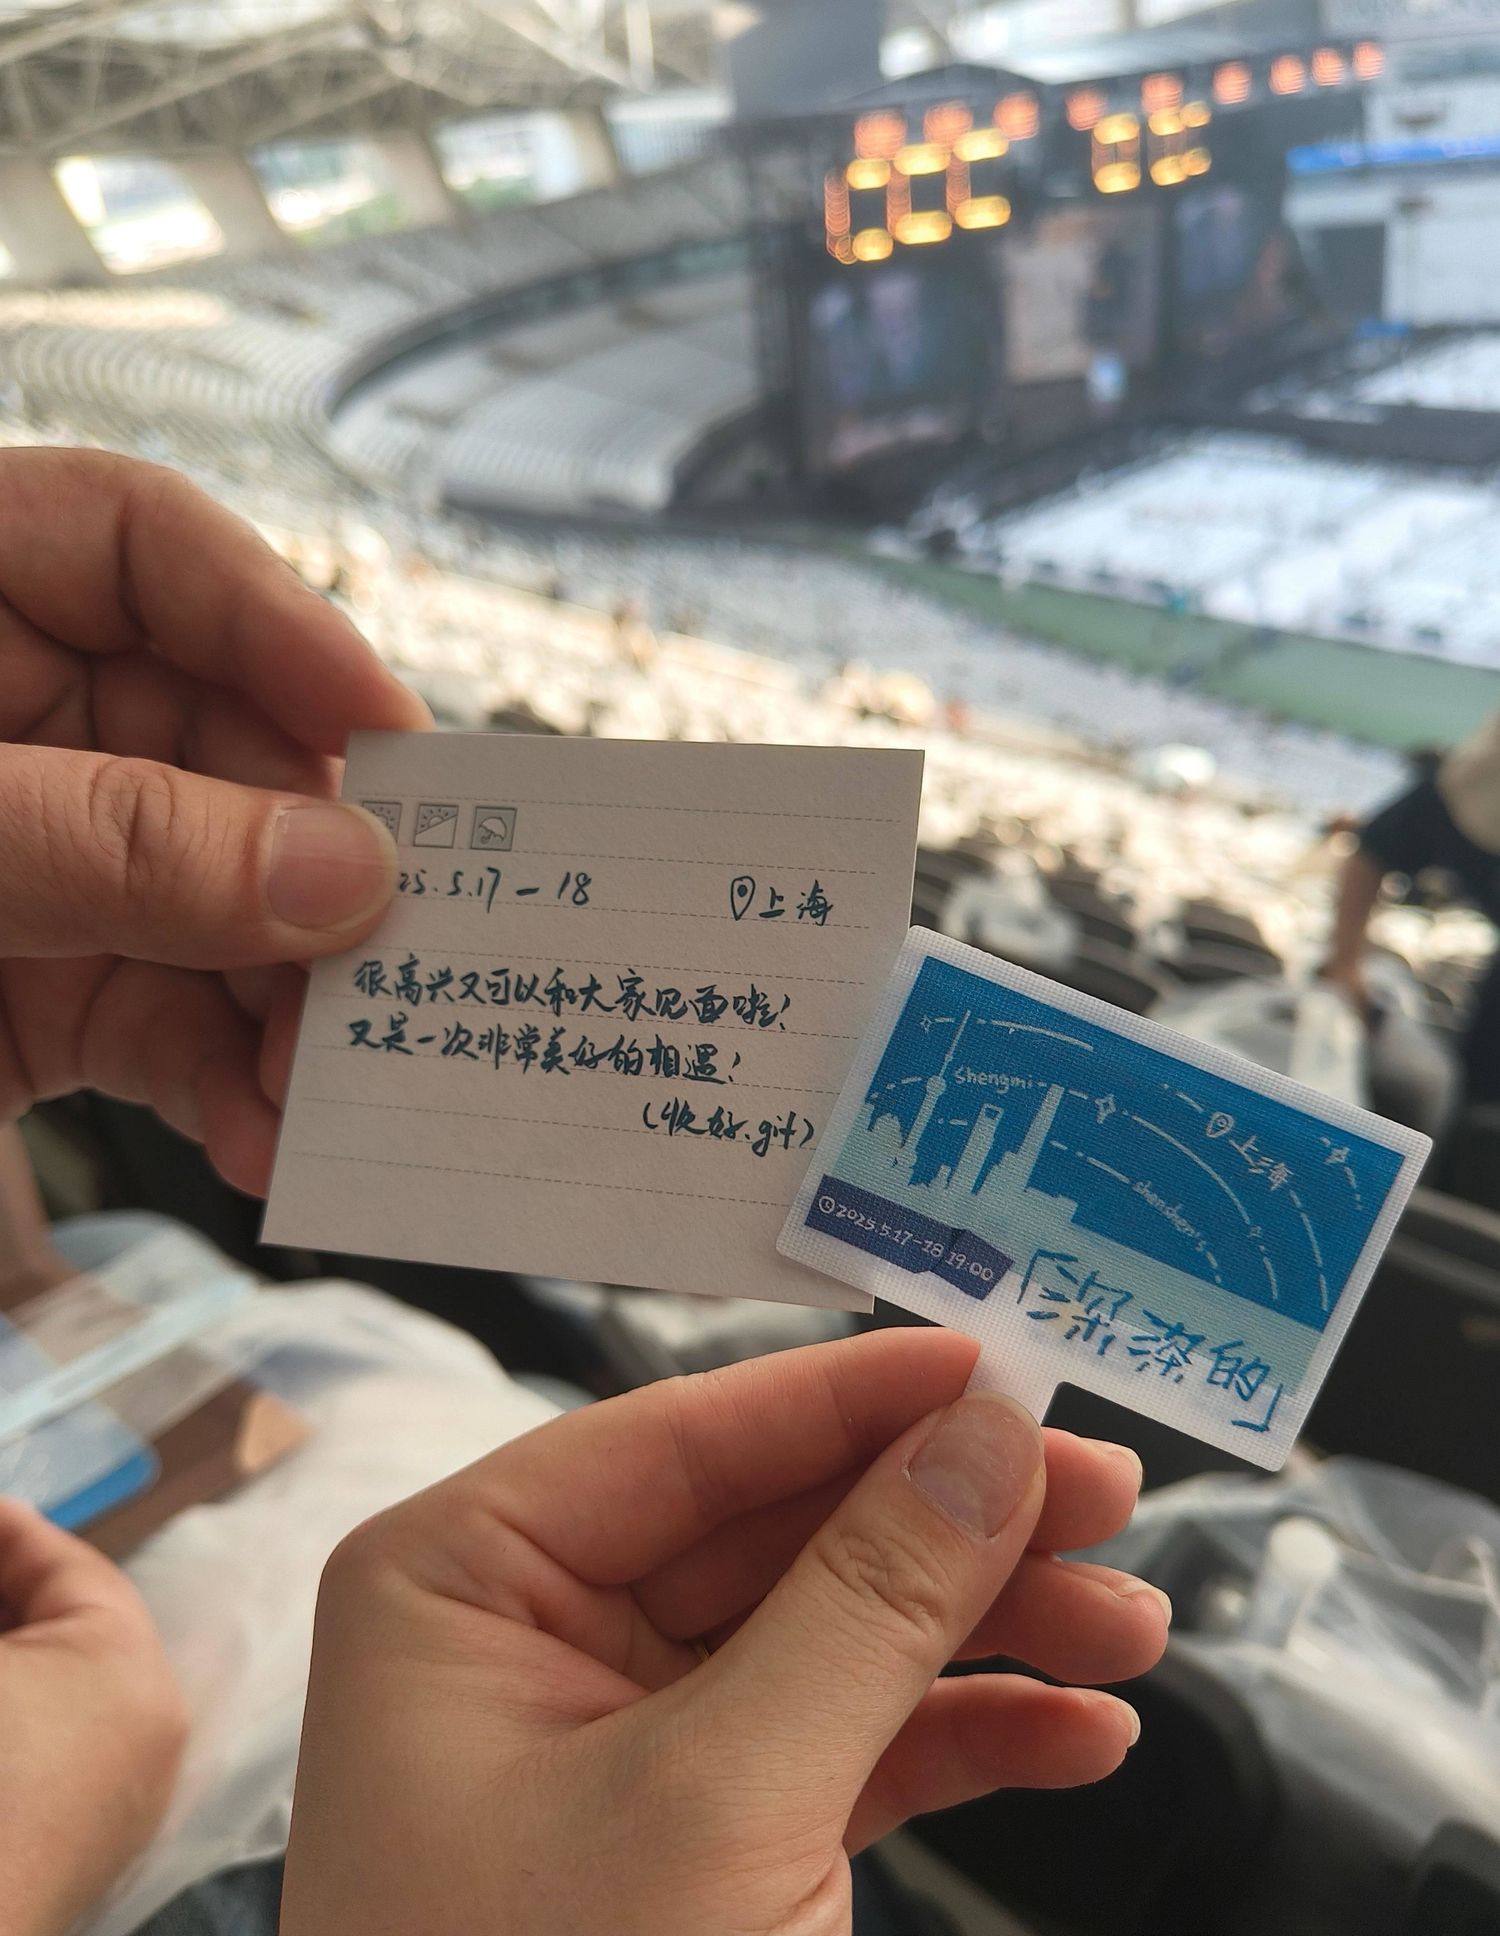 25.5.17-18
上海
很高兴又可以和大家见面啦！
又是一次非常美好的相遇！
(收好.gif)
shengmi
上海
shenshen's
2025.5.17-18 19:00
「深深的」